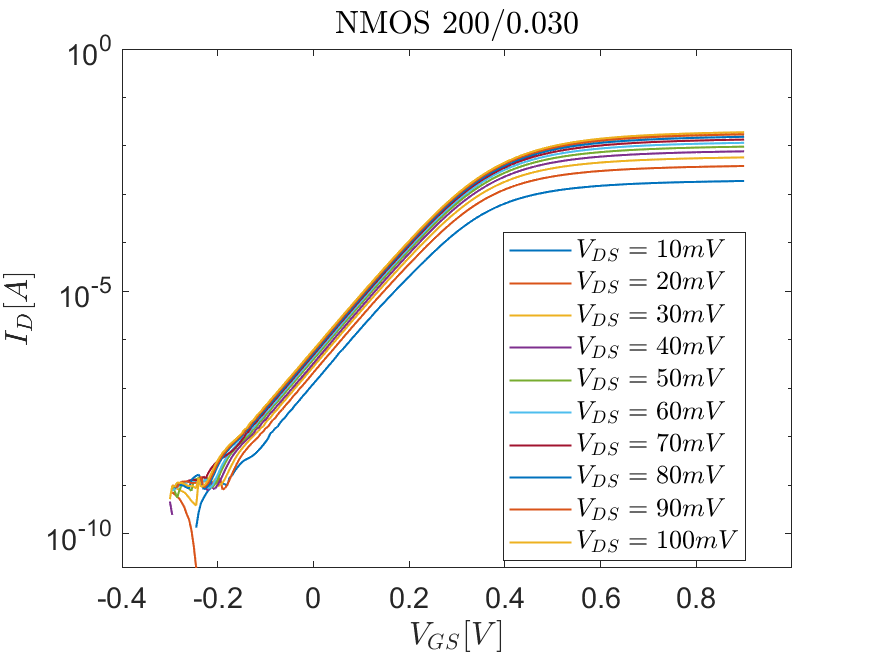 NMOS 200/0.030
10^0
10^-5
10^-10
I_D[A]
-0.4 -0.2 0 0.2 0.4 0.6 0.8
V_GS[V]
V_DS = 10mV
V_DS = 20mV
V_DS = 30mV
V_DS = 40mV
V_DS = 50mV
V_DS = 60mV
V_DS = 70mV
V_DS = 80mV
V_DS = 90mV
V_DS = 100mV